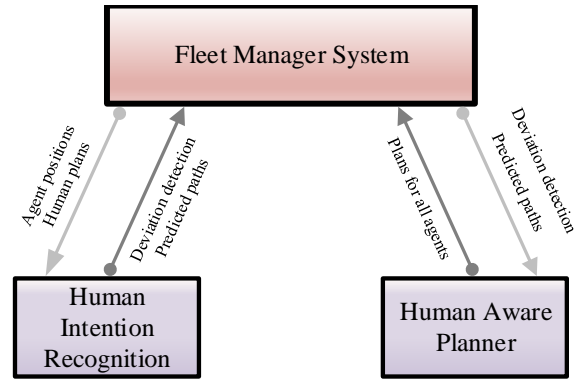 Fleet Manager System
Agent positions
Human plans
Deviation detection
Predicted paths
Plans for all agents
Deviation detection
Predicted paths
Human
Intention
Recognition
Human Aware
Planner